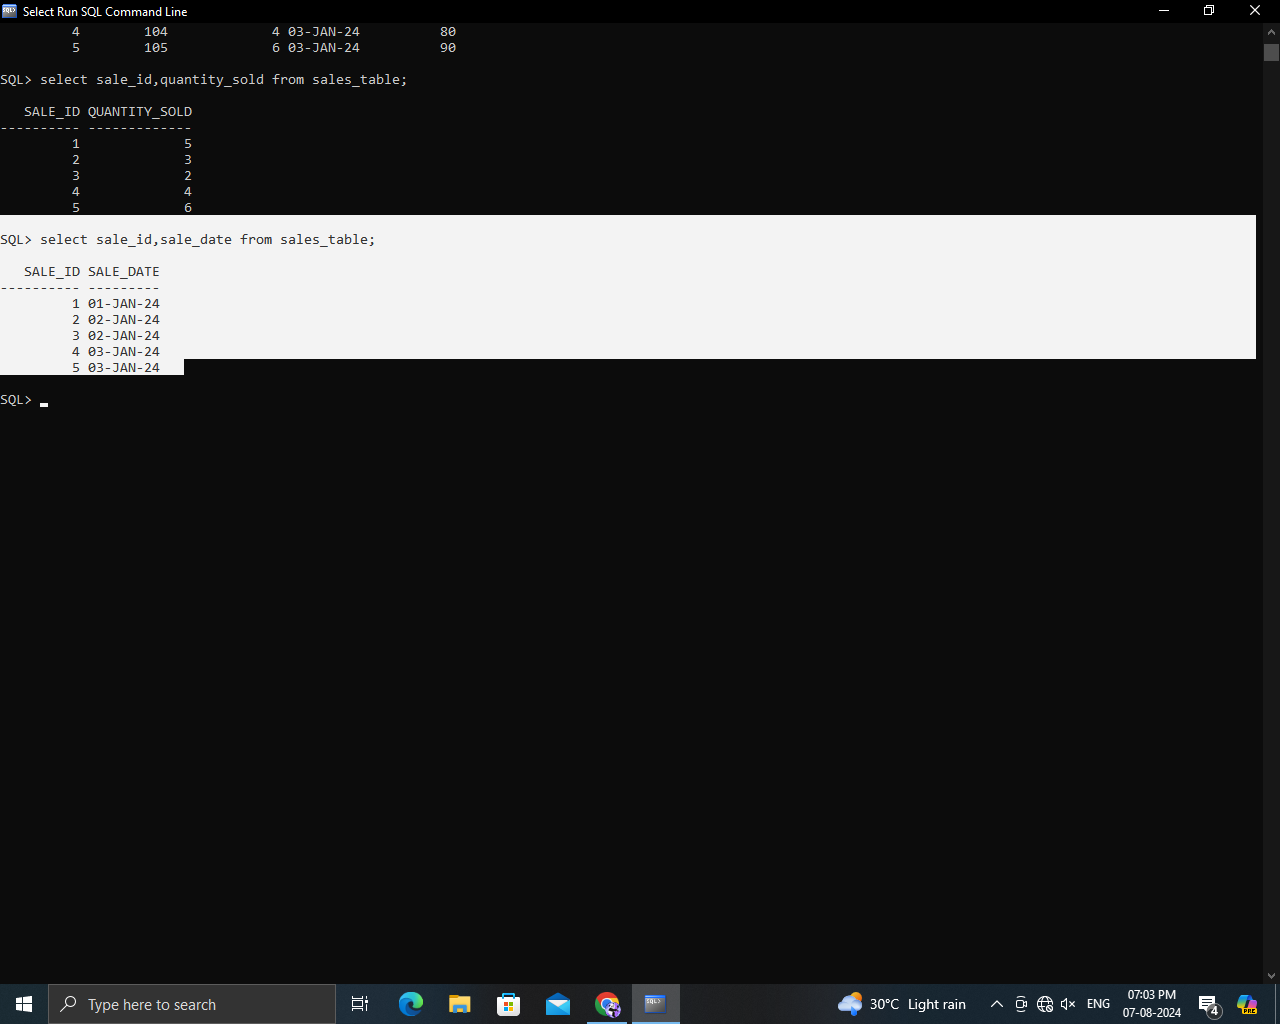 Select Run SQL Command Line
4 104 4 03-JAN-24 80
5 105 6 03-JAN-24 90
SQL> select sale_id,quantity_sold from sales_table;
SALE_ID QUANTITY_SOLD
---------- -------------
1 5
2 3
3 2
4 4
5 6
SQL> select sale_id,sale_date from sales_table;
SALE_ID SALE_DATE
---------- ---------
1 01-JAN-24
2 02-JAN-24
3 02-JAN-24
4 03-JAN-24
5 03-JAN-24
SQL>
Type here to search
30°C Light rain
ENG
07:03 PM
07-08-2024
4
PRE